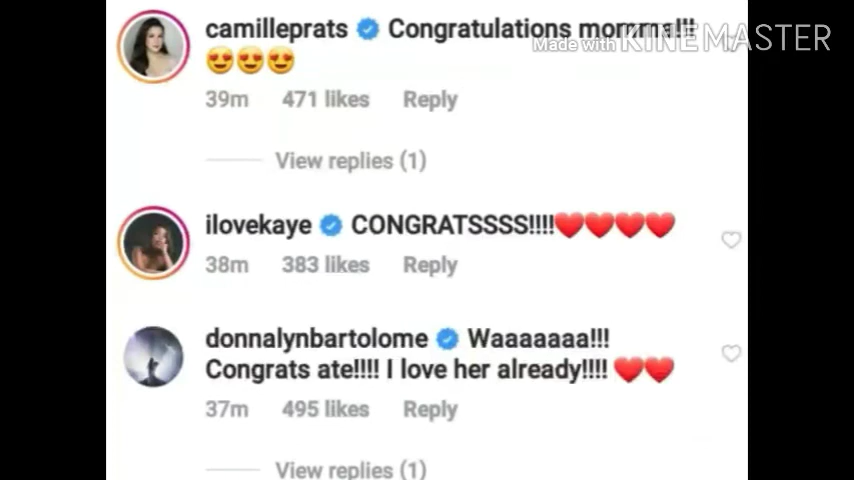 camilleprats Congratulations momma!!!
😍😍😍
Made with KINEMASTER
39m 471 likes Reply
View replies (1)
ilovekaye CONGRATSSSS!!!!❤️❤️❤️❤️
38m 383 likes Reply
donnalynbartolome Waaaaaaa!!!
Congrats ate!!!! I love her already!!!! ❤️❤️
37m 495 likes Reply
View replies (1)